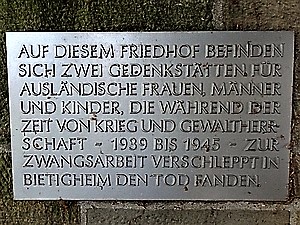 AUF DIESEM FRIEDHOF BEFINDEN
SICH ZWEI GEDENKSTÄTTEN FÜR
AUSLÄNDISCHE FRAUEN, MÄNNER
UND KINDER, DIE WÄHREND DER
ZEIT VON KRIEG UND GEWALTHERR-
SCHAFT - 1939 BIS 1945 - ZUR
ZWANGSARBEIT VERSCHLEPPT IN
BIETIGHEIM DEN TOD FANDEN.